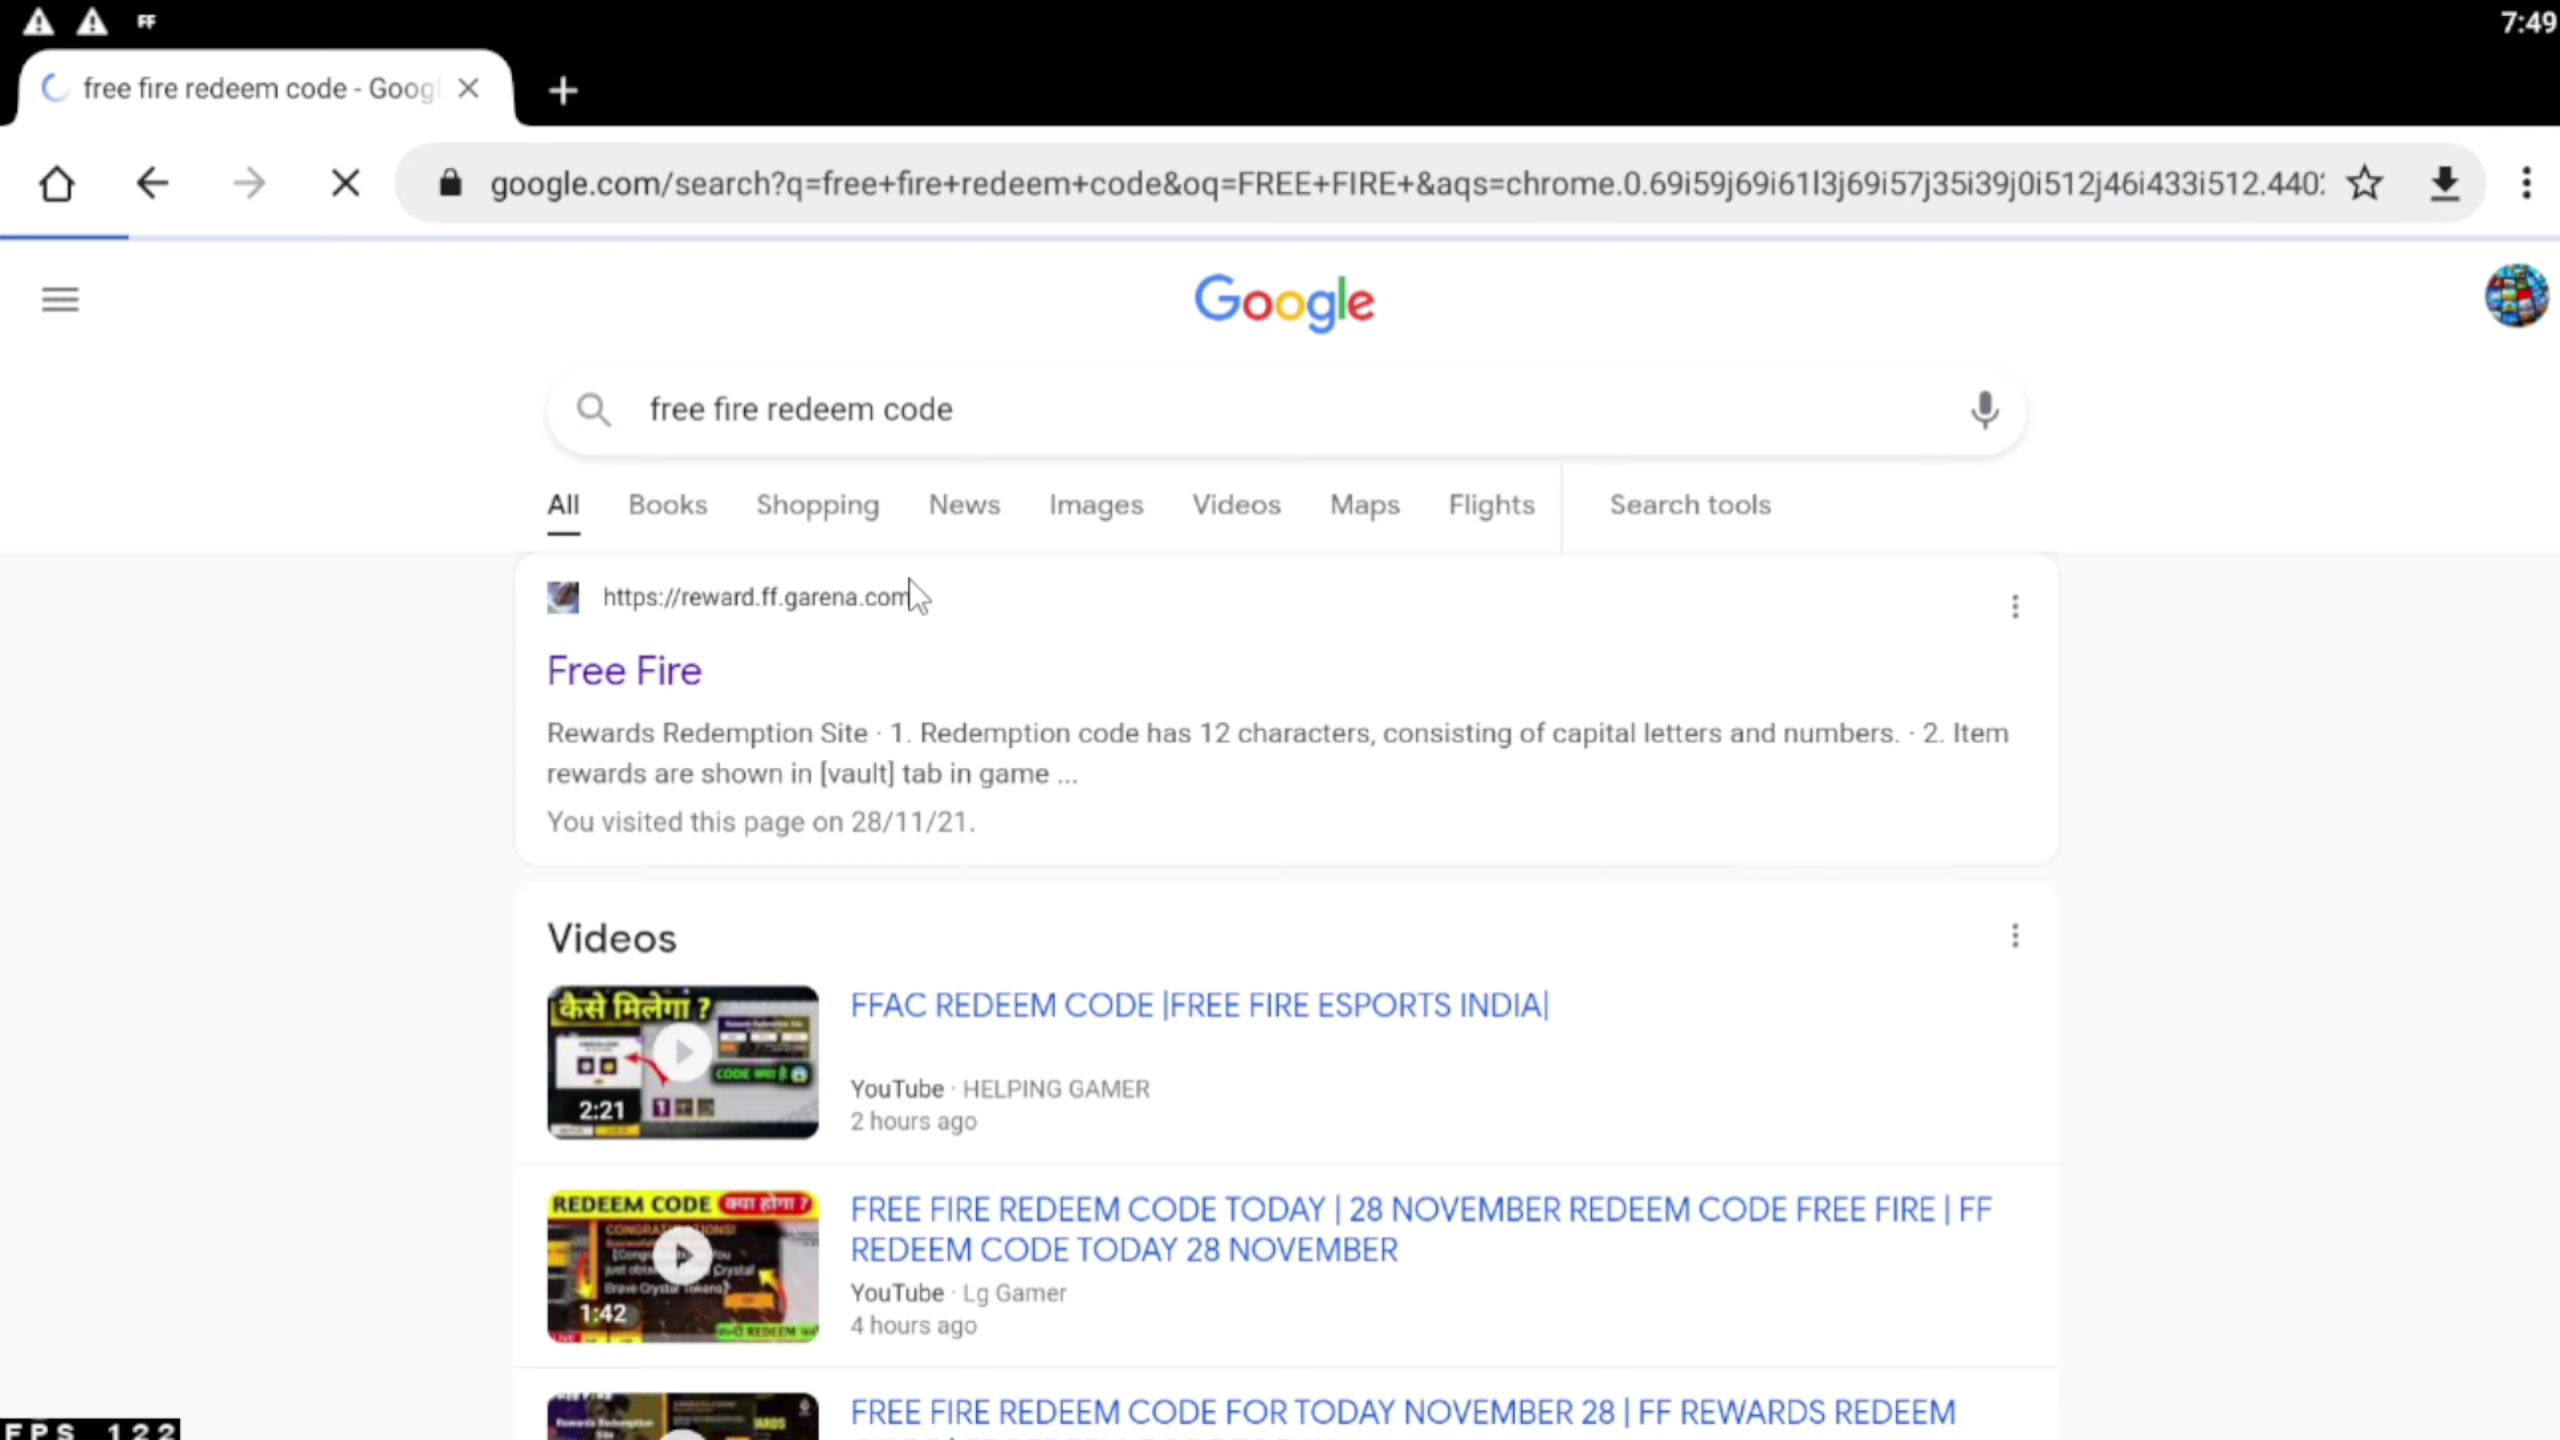 FF
7:49
free fire redeem code - Googl
google.com/search?q=free+fire+redeem+code&oq=FREE+FIRE+&aqs=chrome.0.69i59j69i61l3j69i57j35i39j0i512j46i433i512.440
Google
free fire redeem code
All Books Shopping News Images Videos Maps Flights Search tools
https://reward.ff.garena.com
Free Fire
Rewards Redemption Site · 1. Redemption code has 12 characters, consisting of capital letters and numbers. · 2. Item
rewards are shown in [vault] tab in game ...
You visited this page on 28/11/21.
Videos
कैसे मिलेगा ?
2:21
FFAC REDEEM CODE |FREE FIRE ESPORTS INDIA|
YouTube · HELPING GAMER
2 hours ago
REDEEM CODE क्या होगा ?
1:42
FREE FIRE REDEEM CODE TODAY | 28 NOVEMBER REDEEM CODE FREE FIRE | FF
REDEEM CODE TODAY 28 NOVEMBER
YouTube · Lg Gamer
4 hours ago
FREE FIRE REDEEM CODE FOR TODAY NOVEMBER 28 | FF REWARDS REDEEM
FPS 122